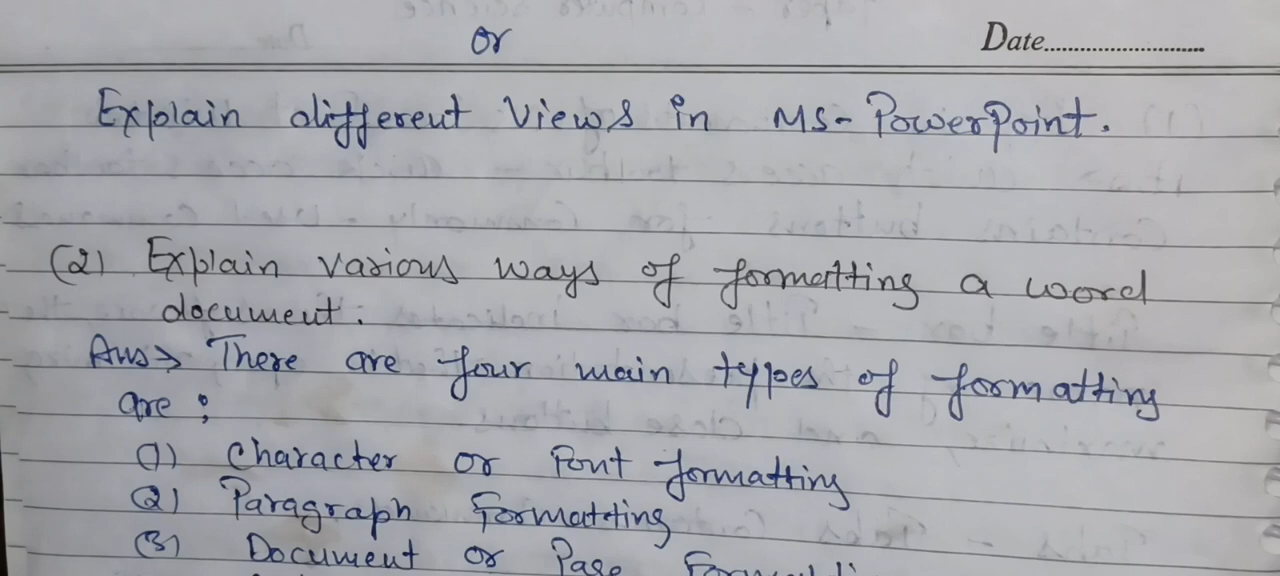 or
Date
Explain different Views in MS-PowerPoint.
(2) Explain various ways of formatting a word
document.
Ans> There are four main types of formatting
are :
(1) Character or Font formatting
(2) Paragraph Formatting
(3) Document or Page